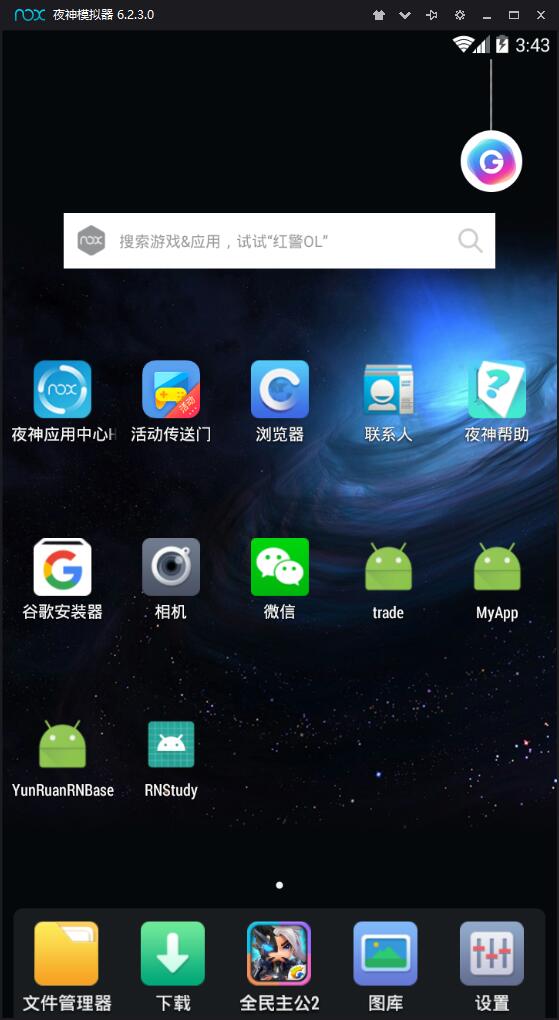 nox 夜神模拟器 6.2.3.0
3:43
nox 搜索游戏&应用，试试“红警OL”
nox
活动
夜神应用中心H
活动传送门
浏览器
联系人
夜神帮助
谷歌安装器
相机
微信
trade
MyApp
YunRuanRNBase
RNStudy
文件管理器
下载
全民主公2
图库
设置